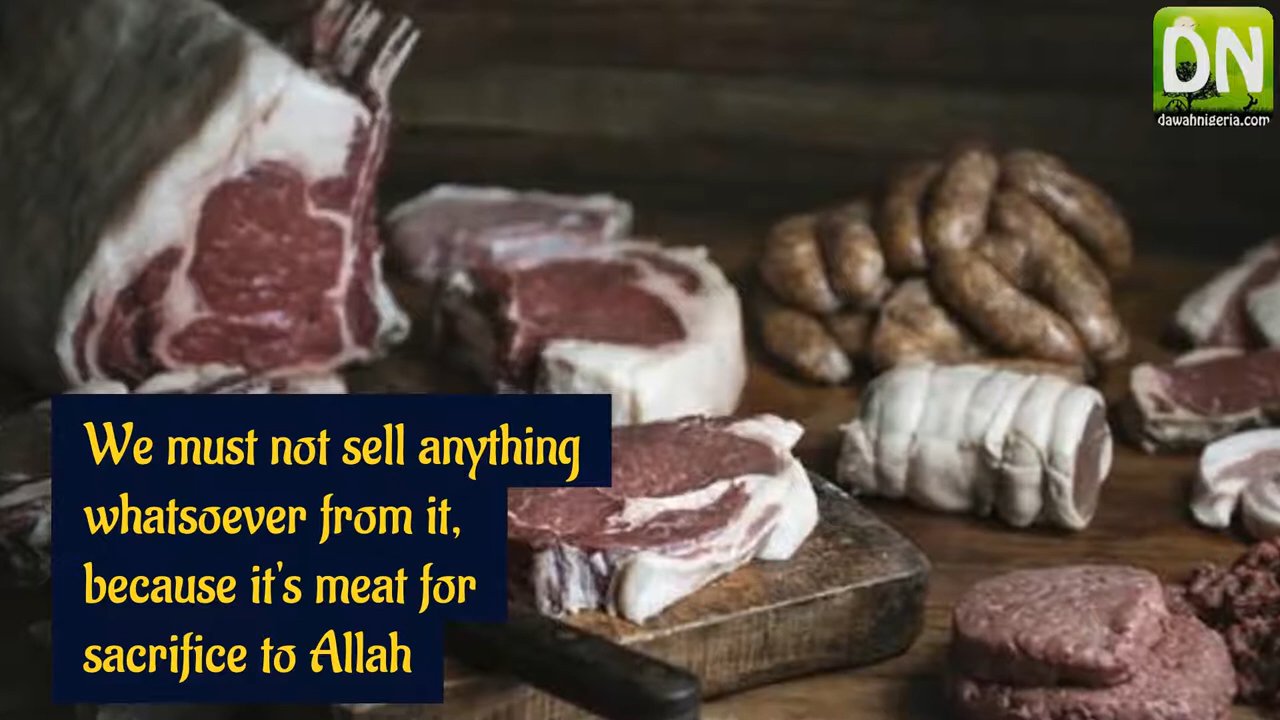 DN
dawahnigeria.com
We must not sell anything
whatsoever from it,
because it's meat for
sacrifice to Allah